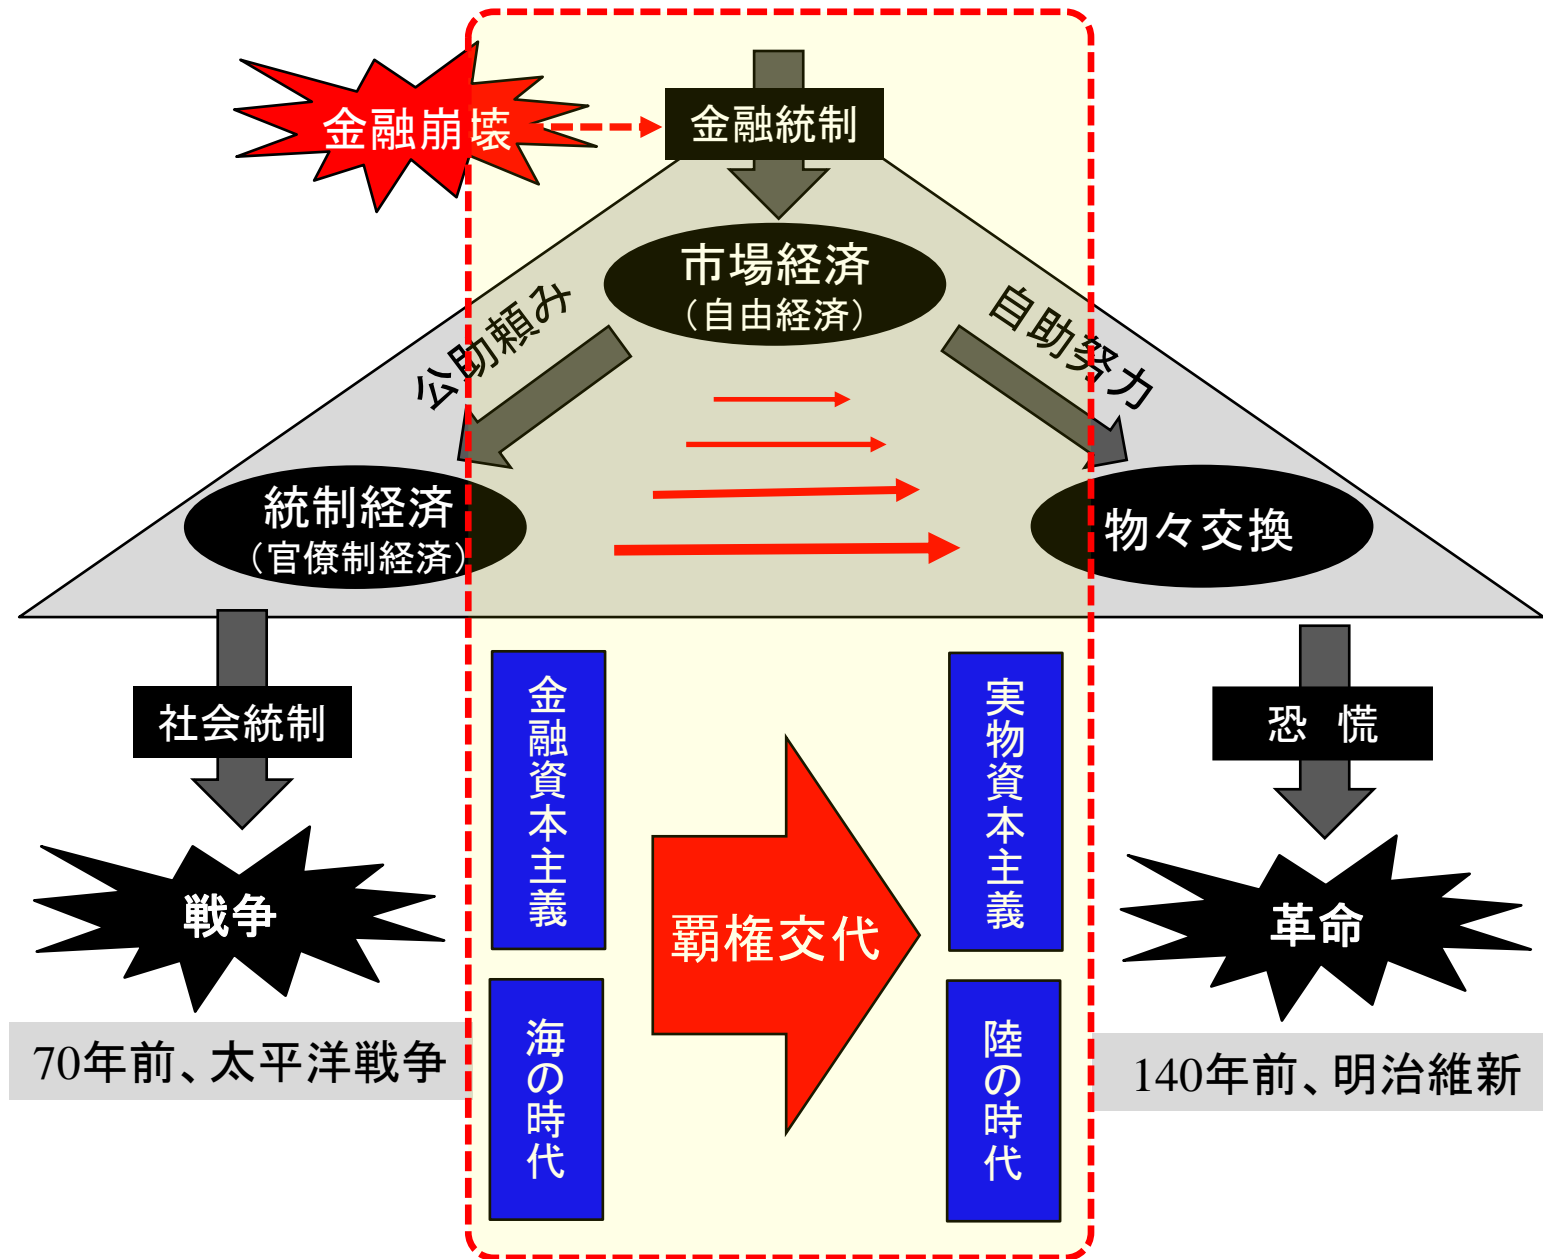 金融崩壊
金融統制
市場経済
（自由経済）
公助頼み
自助努力
統制経済
（官僚制経済）
物々交換
社会統制
恐 慌
戦争
革命
70年前、太平洋戦争
140年前、明治維新
金融資本主義
実物資本主義
覇権交代
海の時代
陸の時代